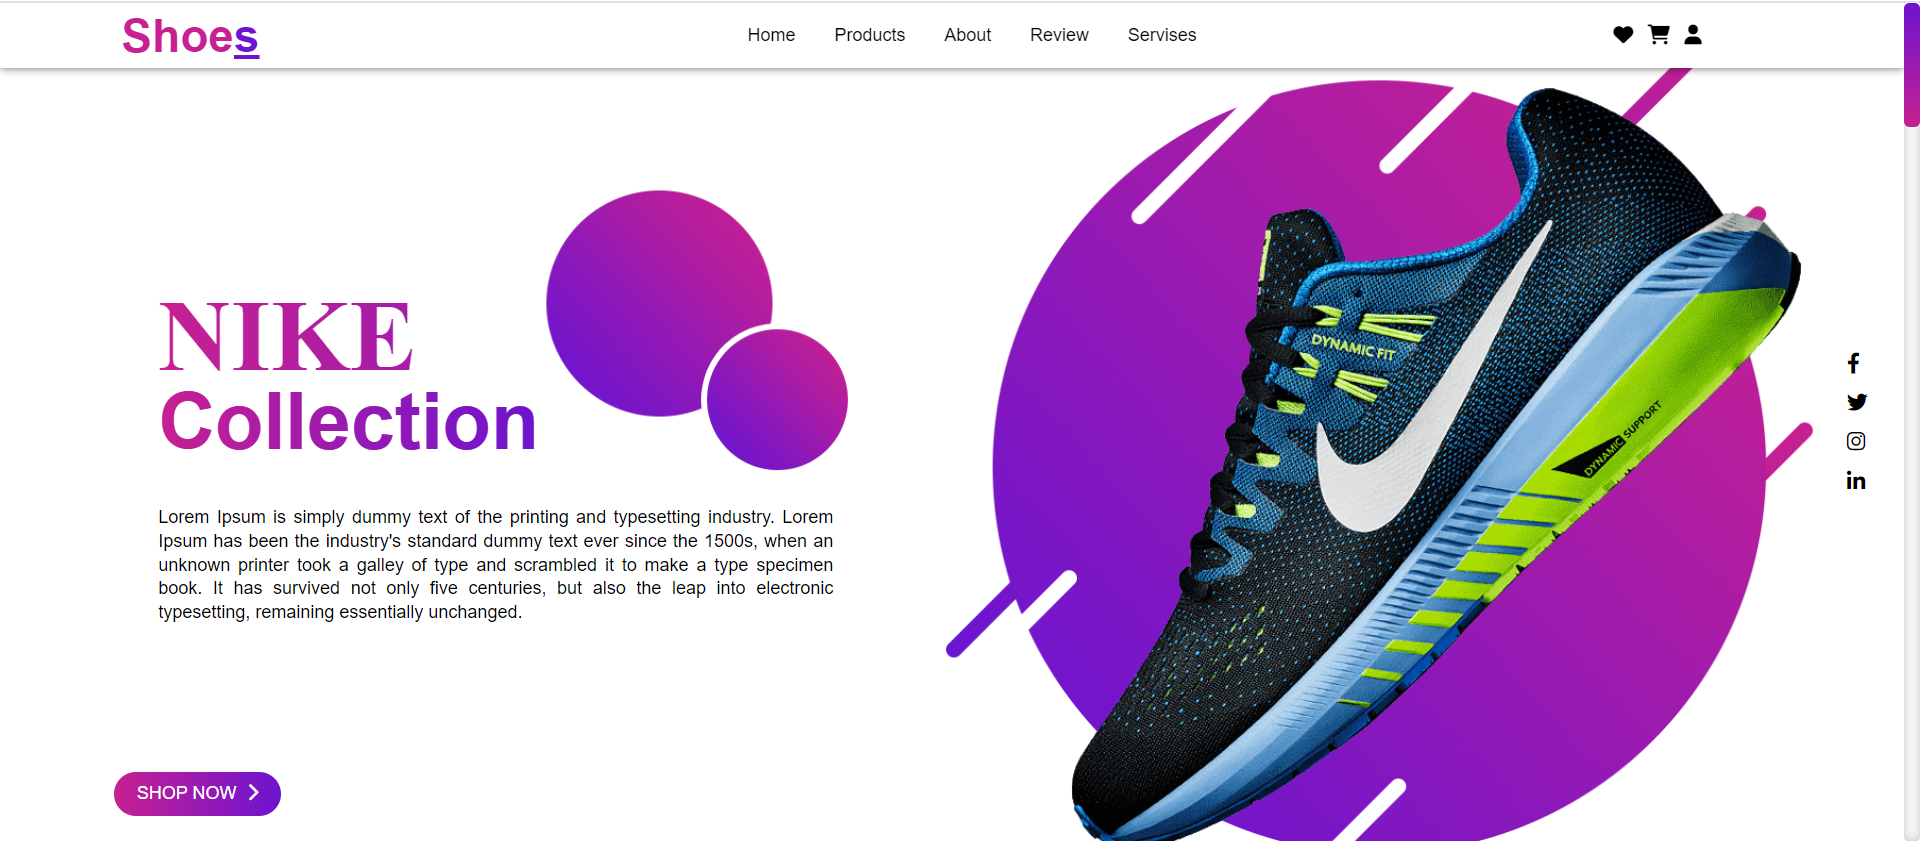 Shoes
Home Products About Review Servises
NIKE
Collection
Lorem Ipsum is simply dummy text of the printing and typesetting industry. Lorem
Ipsum has been the industry's standard dummy text ever since the 1500s, when an
unknown printer took a galley of type and scrambled it to make a type specimen
book. It has survived not only five centuries, but also the leap into electronic
typesetting, remaining essentially unchanged.
SHOP NOW
DYNAMIC FIT
DYNAMIC SUPPORT